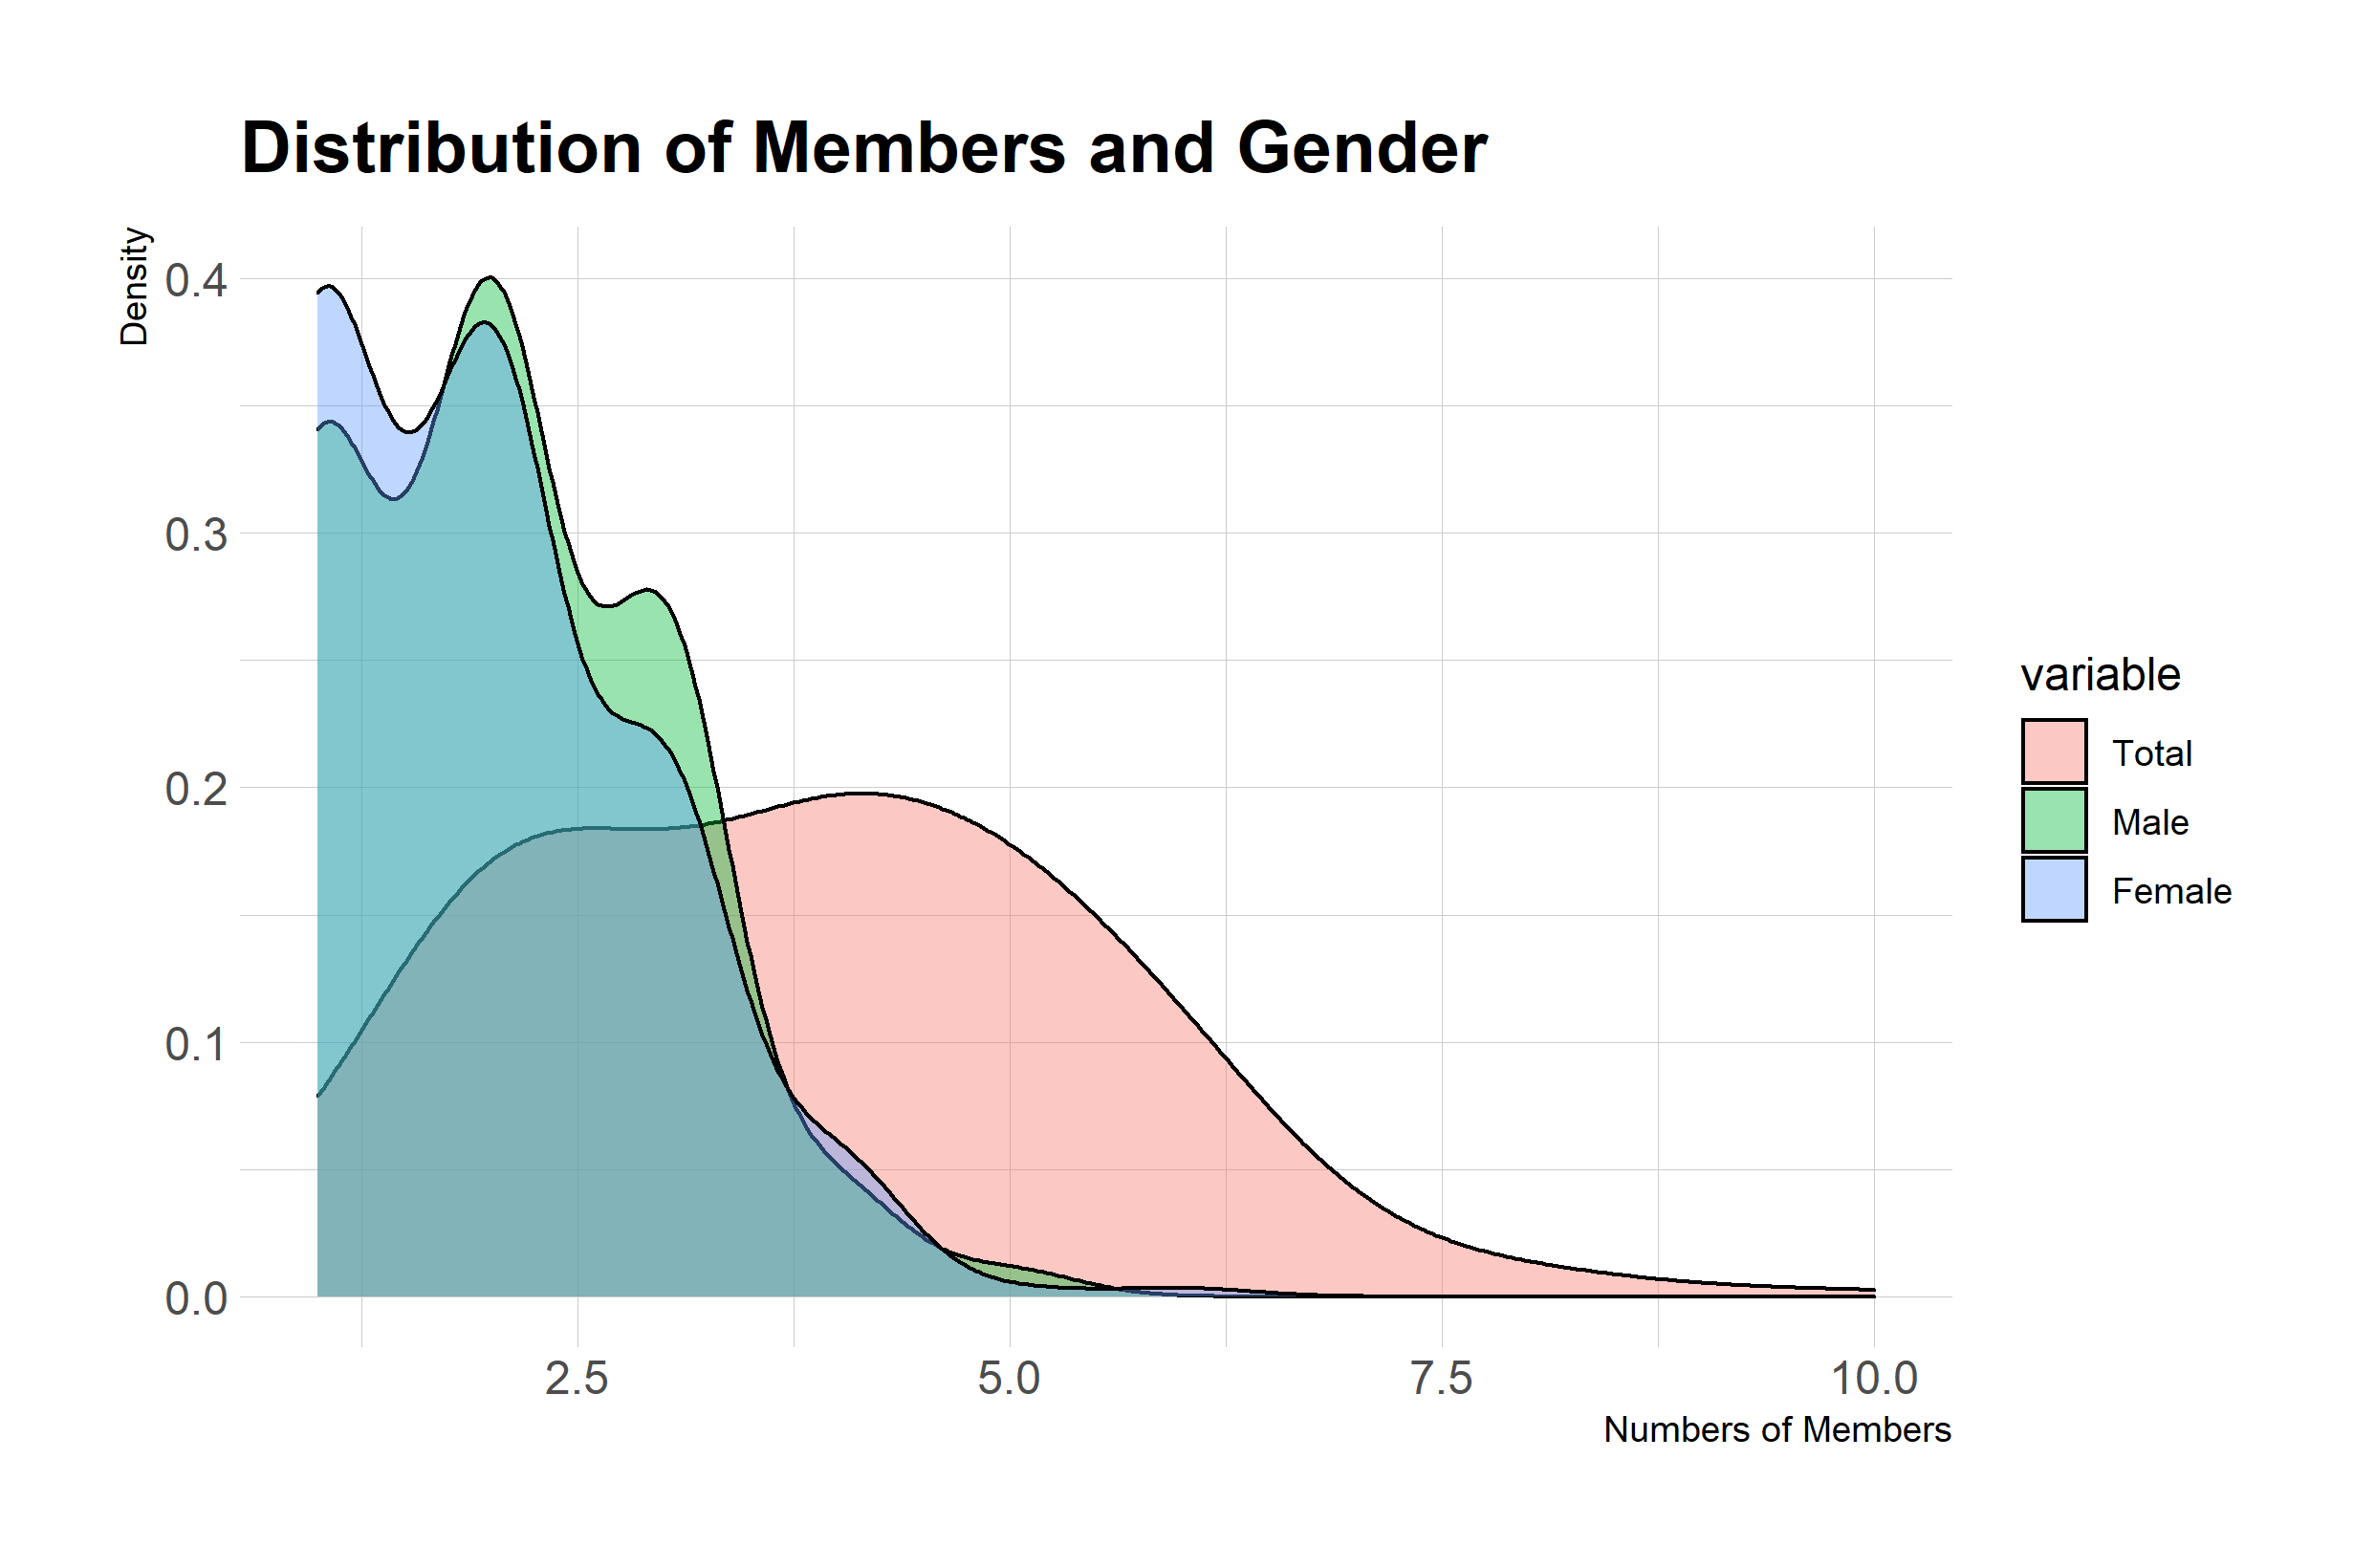 Distribution of Members and Gender
Density
0.4
0.3
0.2
0.1
0.0
2.5 5.0 7.5 10.0
Numbers of Members
variable
Total
Male
Female